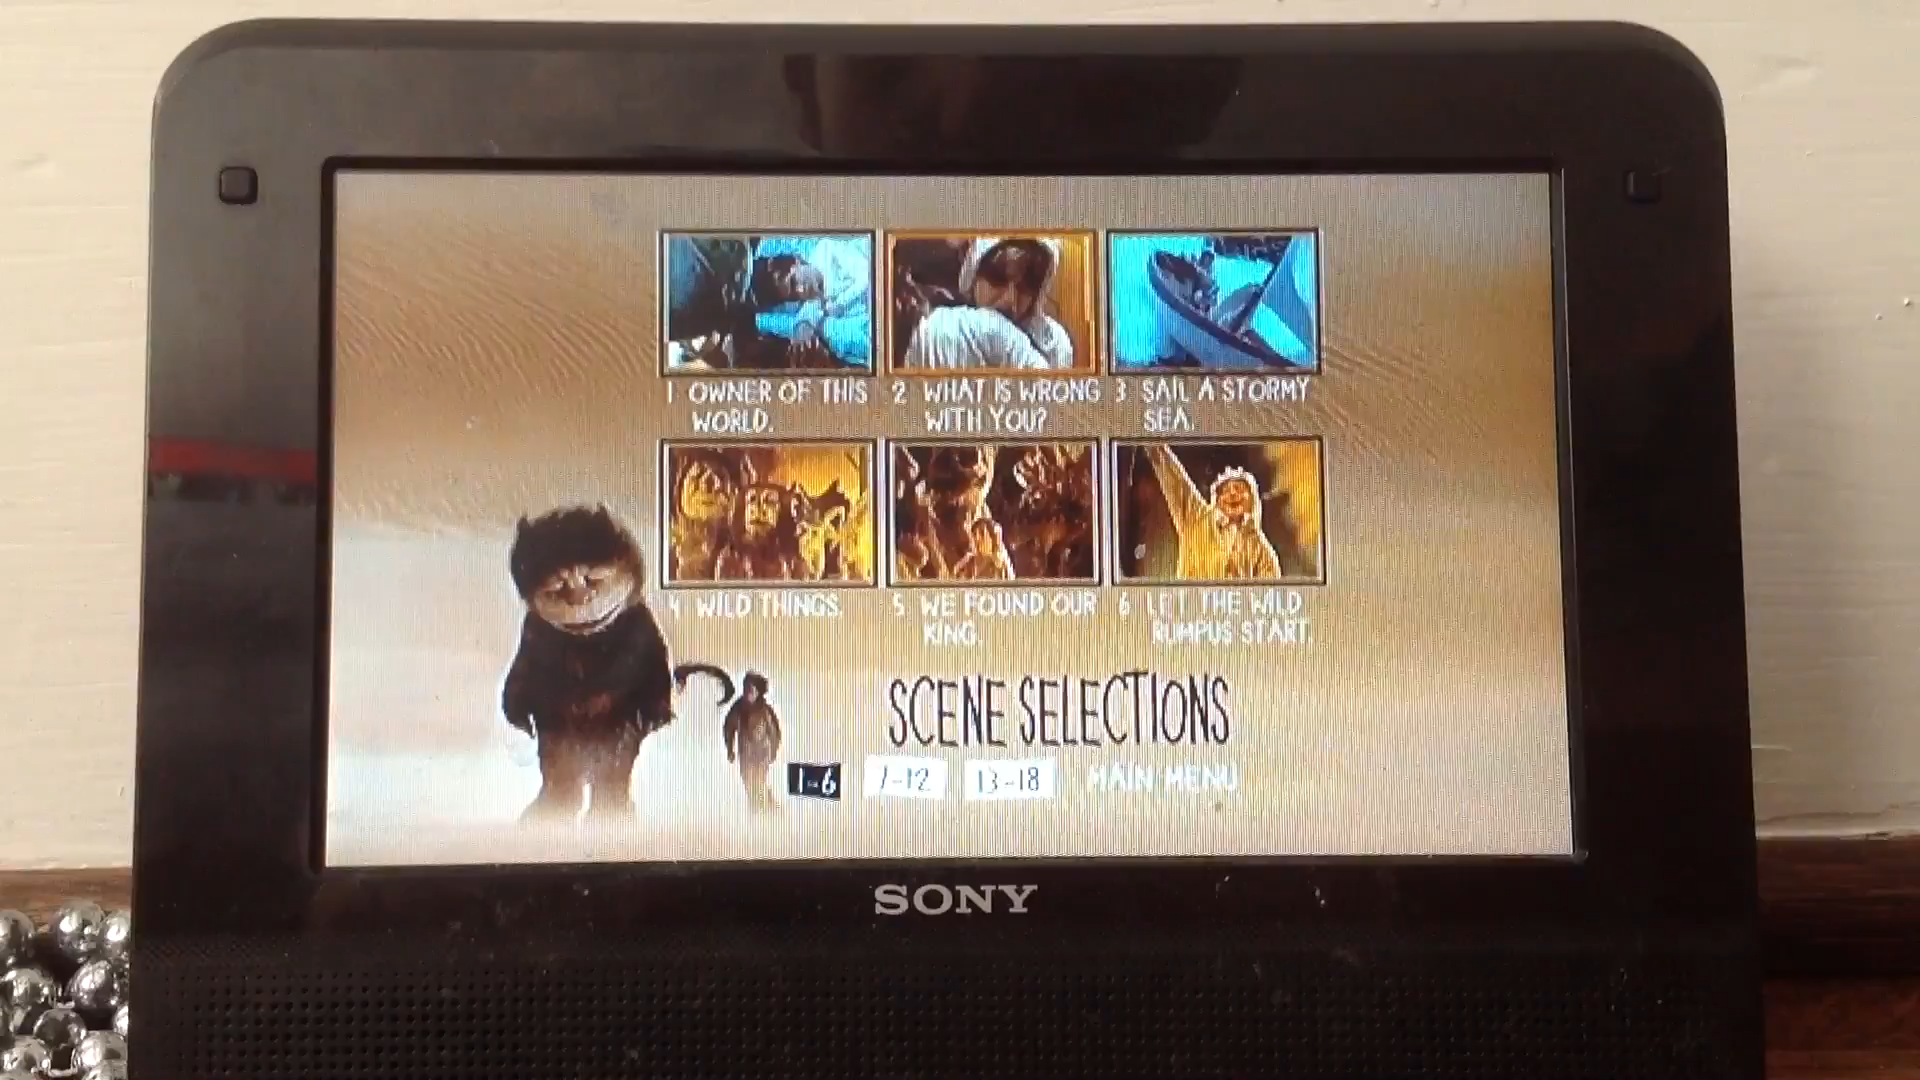 1 OWNER OF THIS
WORLD.
2 WHAT IS WRONG
WITH YOU?
3 SAIL A STORMY
SEA.
4 WILD THINGS.
5 WE FOUND OUR
KING.
6 LET THE WILD
RUMPUS START.
SCENE SELECTIONS
1-6 7-12 13-18 MAIN MENU
SONY